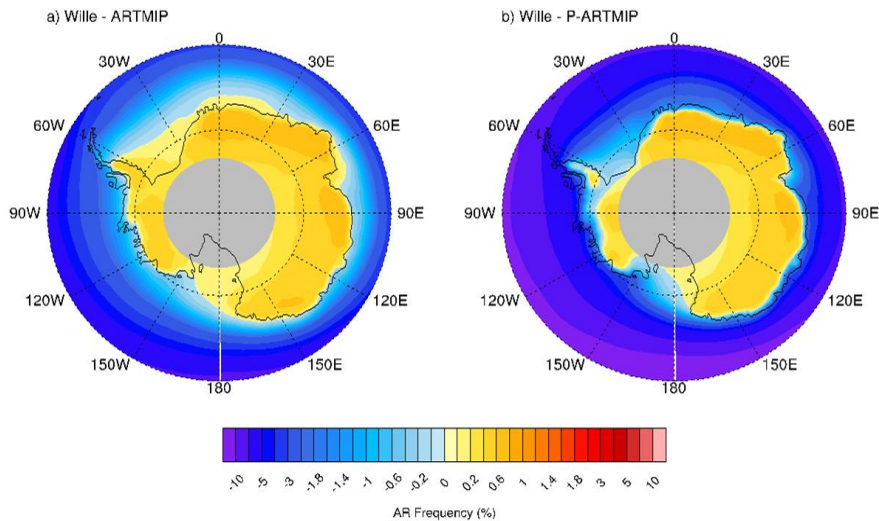 a) Wille - ARTMIP
b) Wille - P-ARTMIP
0
30W 30E
60W 60E
90W 90E
120W 120E
150W 150E
180
0
30W 30E
60W 60E
90W 90E
120W 120E
150W 150E
180
-10 -5 -3 -1.8 -1.4 -1 -0.6 -0.2 0 0.2 0.6 1 1.4 1.8 3 5 10
AR Frequency (%)